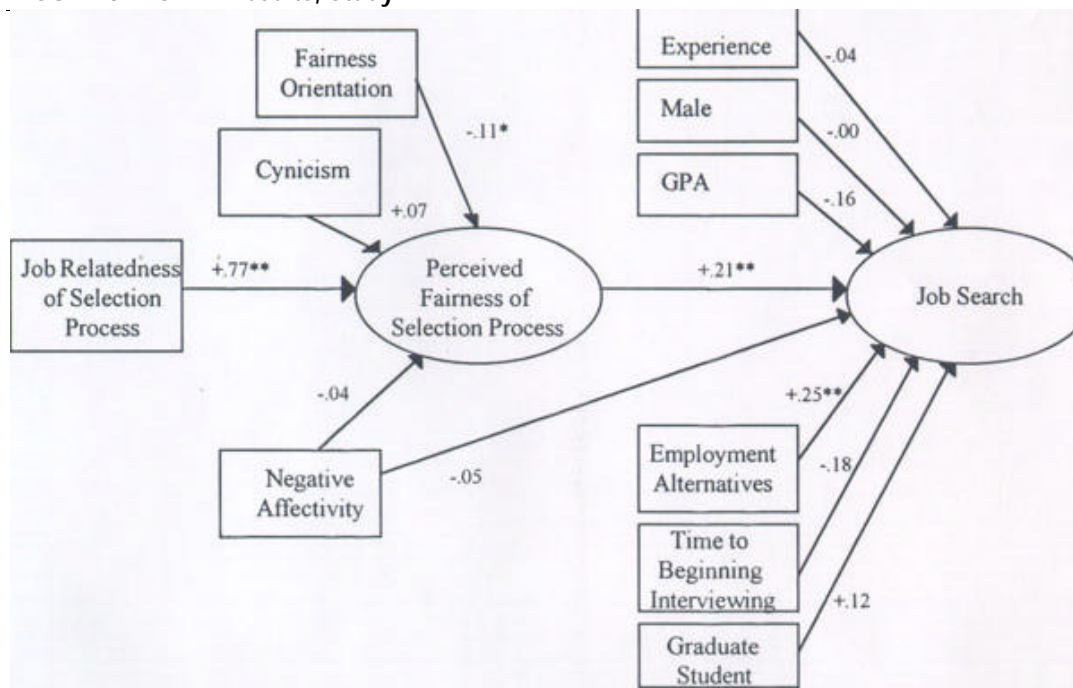 Fairness
Orientation
-.11*
Cynicism
+.07
Job Relatedness
of Selection
Process
+.77**
Perceived
Fairness of
Selection Process
-.04
Negative
Affectivity
-.05
+.21**
Experience
-.04
Male
-.00
GPA
-.16
Job Search
+.25**
Employment
Alternatives
-.18
Time to
Beginning
Interviewing
+.12
Graduate
Student